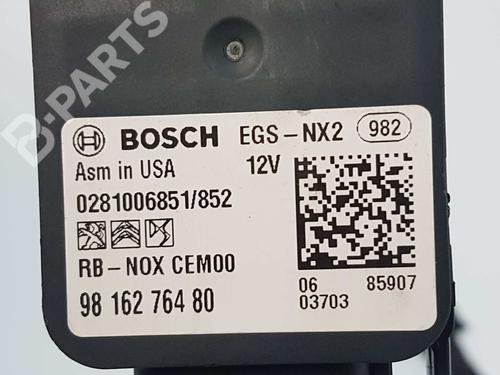 B-PARTS
BOSCH EGS-NX2 982
Asm in USA 12V
0281006851/852
RB-NOX CEM00
98 162 764 80
06 85907
03703